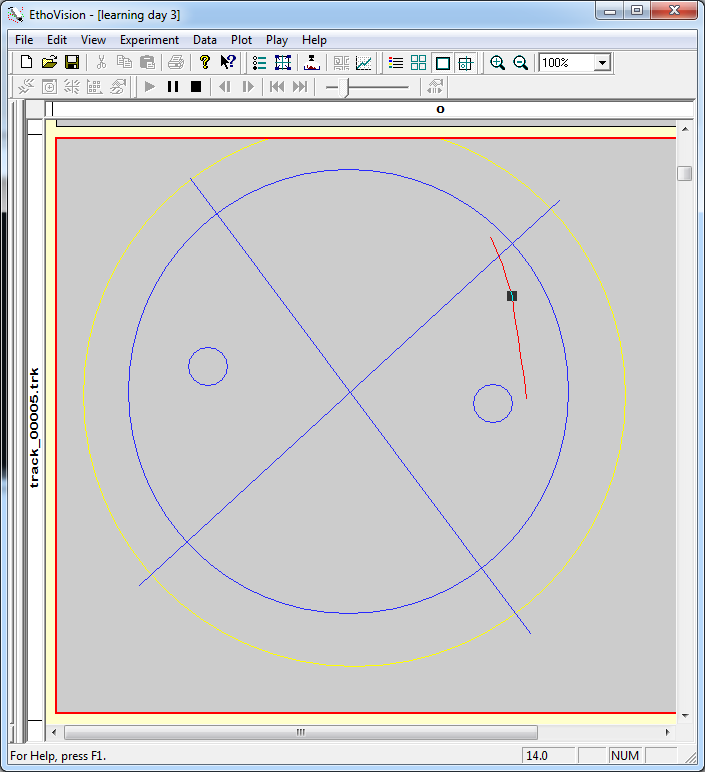 EthoVision - [learning day 3]
File Edit View Experiment Data Plot Play Help
100%
O
track_00005.trk
For Help, press F1.
14.0
NUM